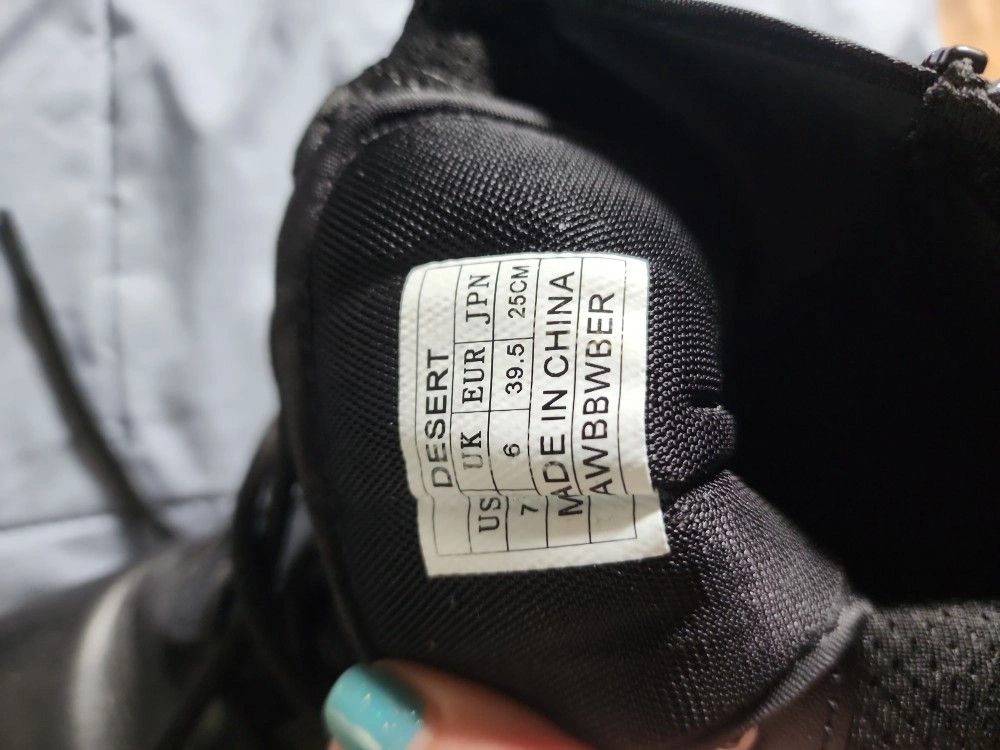 DESERT
US UK EUR JPN
7 6 39.5 25CM
MADE IN CHINA
AWBBWBER